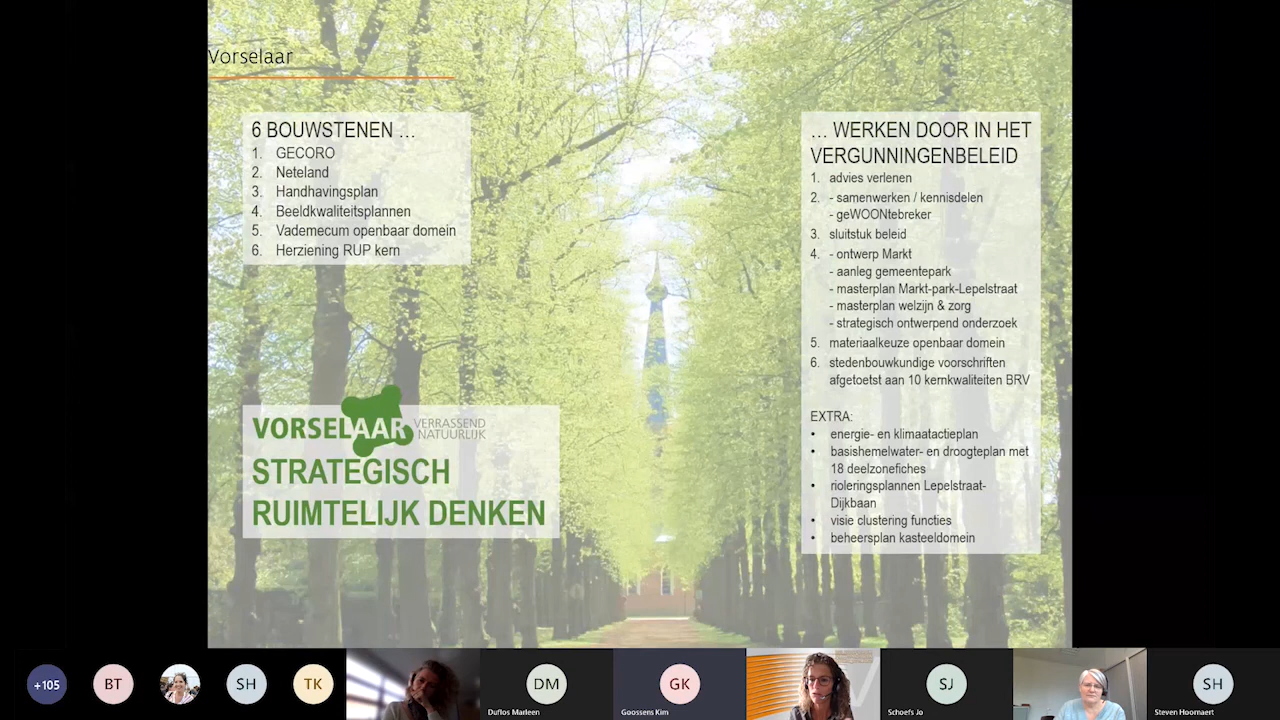 Vorselaar
6 BOUWSTENEN …
1. GECORO
2. Neteland
3. Handhavingsplan
4. Beeldkwaliteitsplannen
5. Vademecum openbaar domein
6. Herziening RUP kern
VORSELAAR VERRASSEND
NATUURLIJK
STRATEGISCH
RUIMTELIJK DENKEN
… WERKEN DOOR IN HET
VERGUNNINGENBELEID
1. advies verlenen
2. - samenwerken / kennisdelen
- geWOONtebreker
3. sluitstuk beleid
4. - ontwerp Markt
- aanleg gemeentepark
- masterplan Markt-park-Lepelstraat
- masterplan welzijn & zorg
- strategisch ontwerpend onderzoek
5. materiaalkeuze openbaar domein
6. stedenbouwkundige voorschriften
afgetoetst aan 10 kernkwaliteiten BRV
EXTRA:
• energie- en klimaatactieplan
• basishemelwater- en droogteplan met
18 deelzonefiches
• rioleringsplannen Lepelstraat-
Dijkbaan
• visie clustering functies
• beheersplan kasteeldomein
+105
BT
SH
TK
DM
Duflos Marleen
GK
Goossens Kim
SJ
Schoefs Jo
SH
Steven Hoornaert